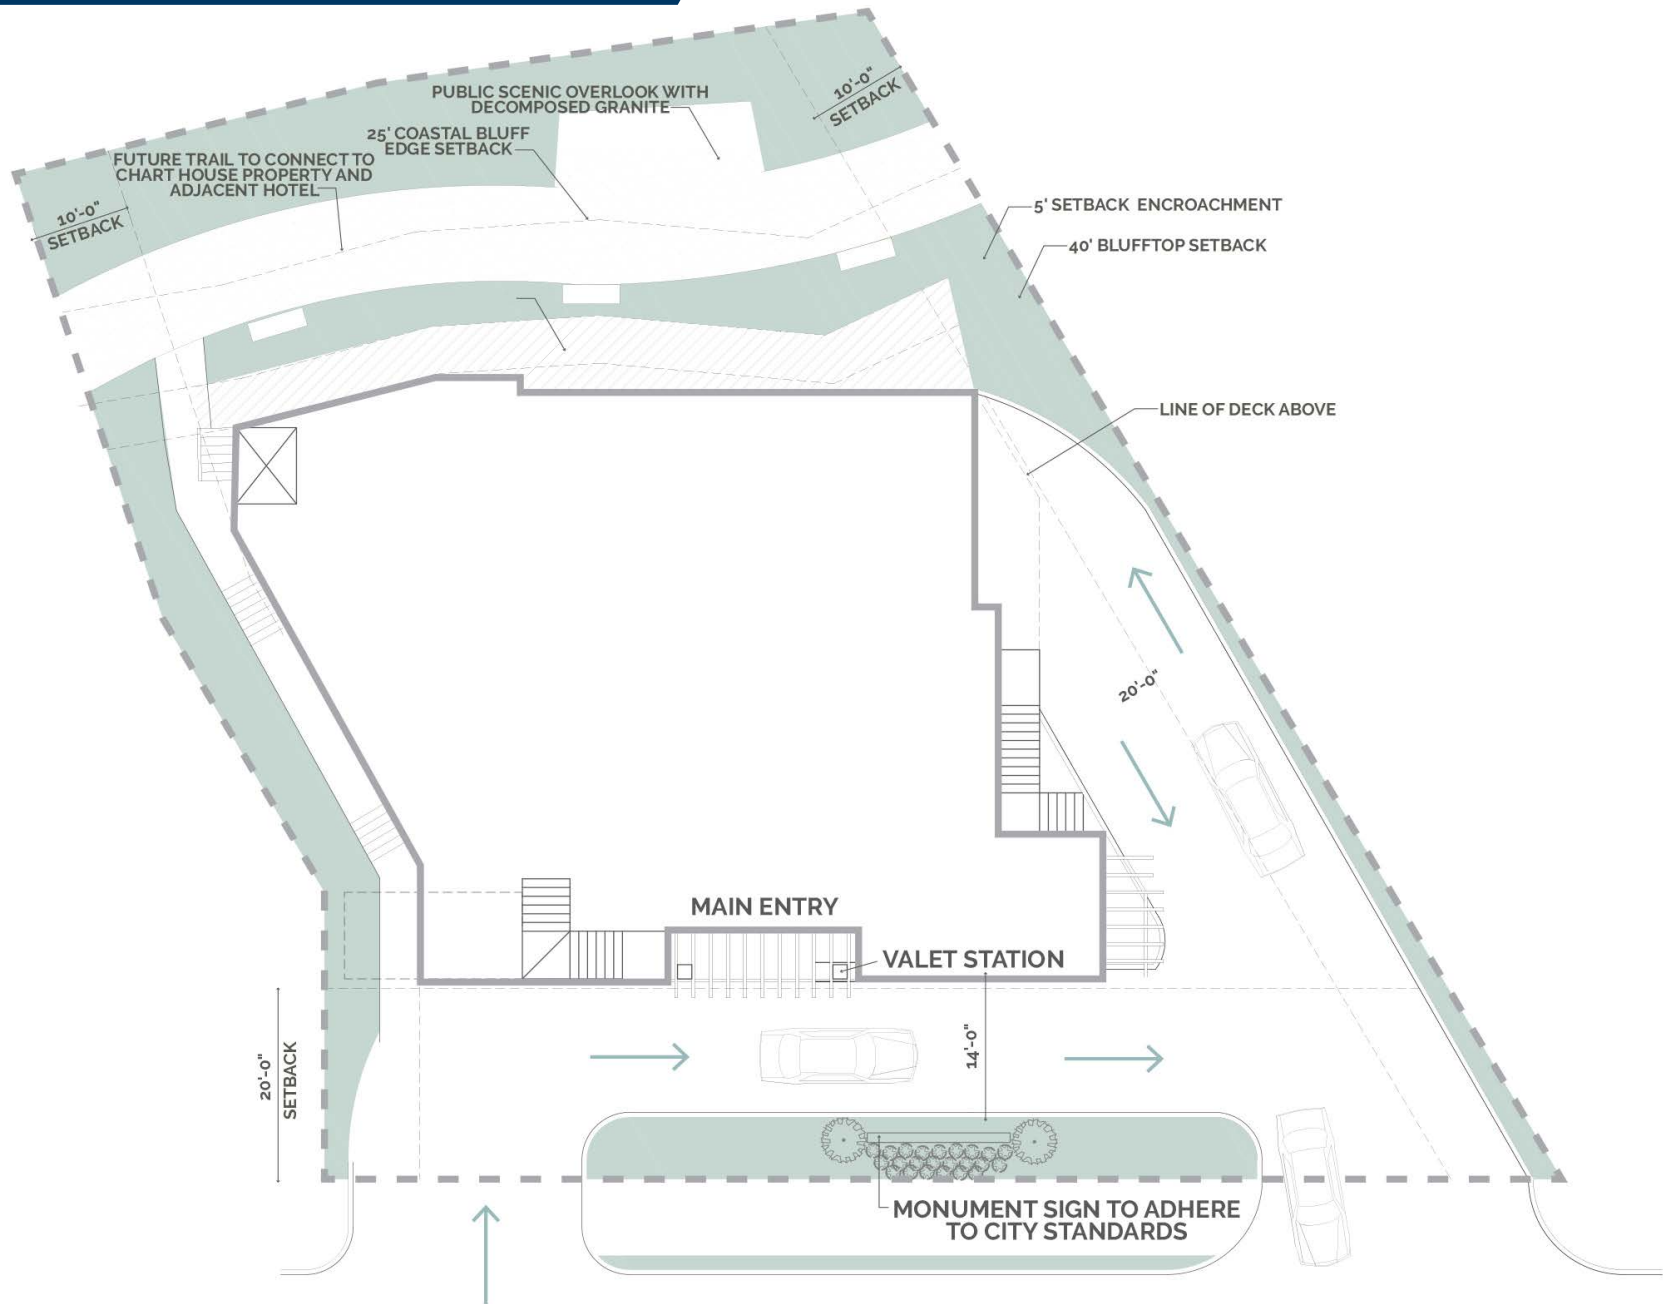 PUBLIC SCENIC OVERLOOK WITH
DECOMPOSED GRANITE
10'-0"
SETBACK
25' COASTAL BLUFF
EDGE SETBACK
FUTURE TRAIL TO CONNECT TO
CHART HOUSE PROPERTY AND
ADJACENT HOTEL
10'-0"
SETBACK
5' SETBACK ENCROACHMENT
40' BLUFFTOP SETBACK
LINE OF DECK ABOVE
20'-0"
MAIN ENTRY
VALET STATION
14'-0"
20'-0"
SETBACK
MONUMENT SIGN TO ADHERE
TO CITY STANDARDS